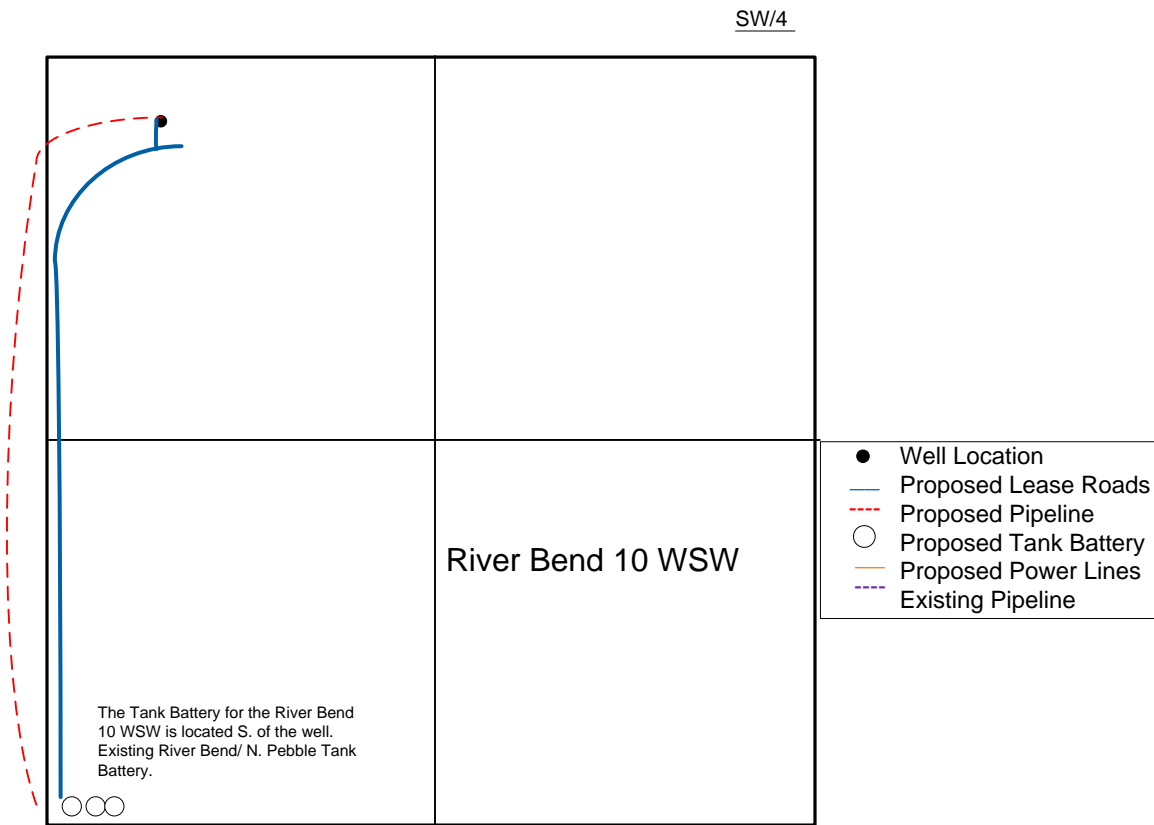 SW/4
Well Location
Proposed Lease Roads
Proposed Pipeline
Proposed Tank Battery
Proposed Power Lines
Existing Pipeline
River Bend 10 WSW
The Tank Battery for the River Bend
10 WSW is located S. of the well.
Existing River Bend/ N. Pebble Tank
Battery.